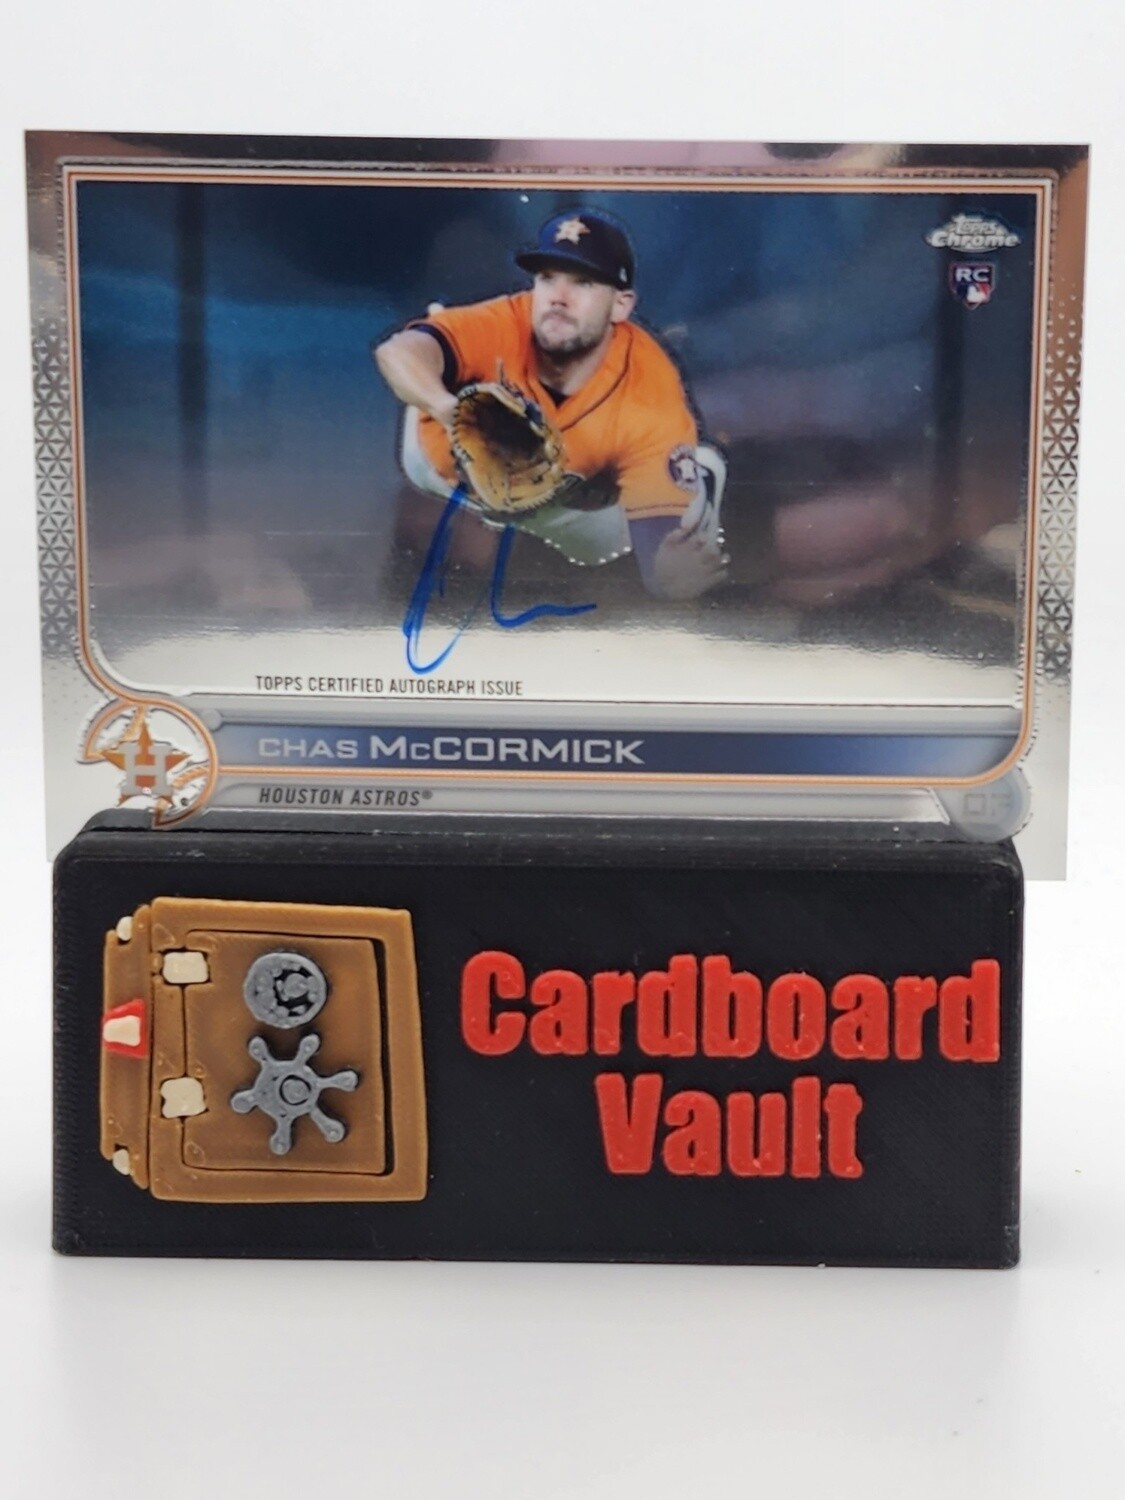 Topps
Chrome
RC
TOPPS CERTIFIED AUTOGRAPH ISSUE
H
CHAS McCORMICK
HOUSTON ASTROS®
OF
Cardboard
Vault